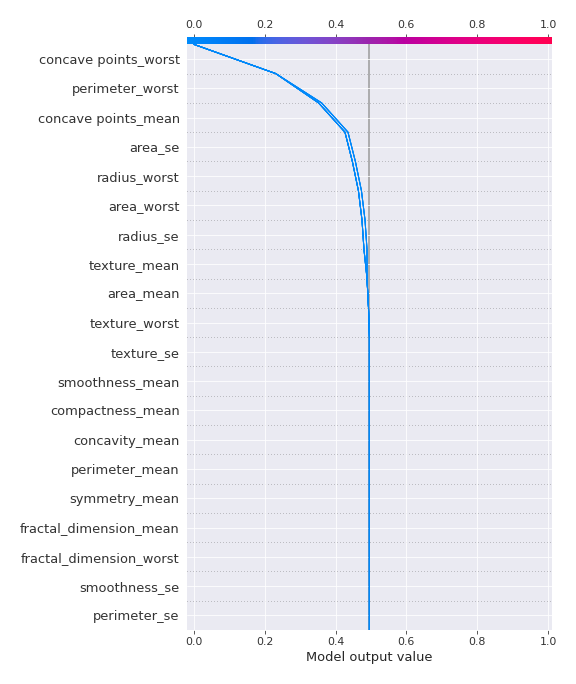 0.0 0.2 0.4 0.6 0.8 1.0
concave points_worst
perimeter_worst
concave points_mean
area_se
radius_worst
area_worst
radius_se
texture_mean
area_mean
texture_worst
texture_se
smoothness_mean
compactness_mean
concavity_mean
perimeter_mean
symmetry_mean
fractal_dimension_mean
fractal_dimension_worst
smoothness_se
perimeter_se
0.0 0.2 0.4 0.6 0.8 1.0
Model output value